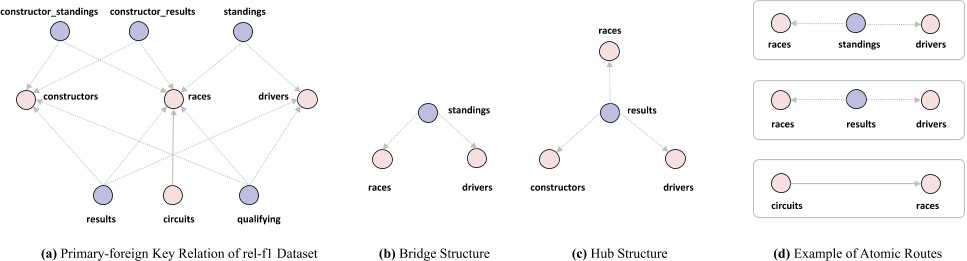 constructor_standings constructor_results standings
constructors races drivers
results circuits qualifying
(a) Primary-foreign Key Relation of rel-f1 Dataset
standings
races drivers
(b) Bridge Structure
races
results
constructors drivers
(c) Hub Structure
races standings drivers
races results drivers
circuits races
(d) Example of Atomic Routes